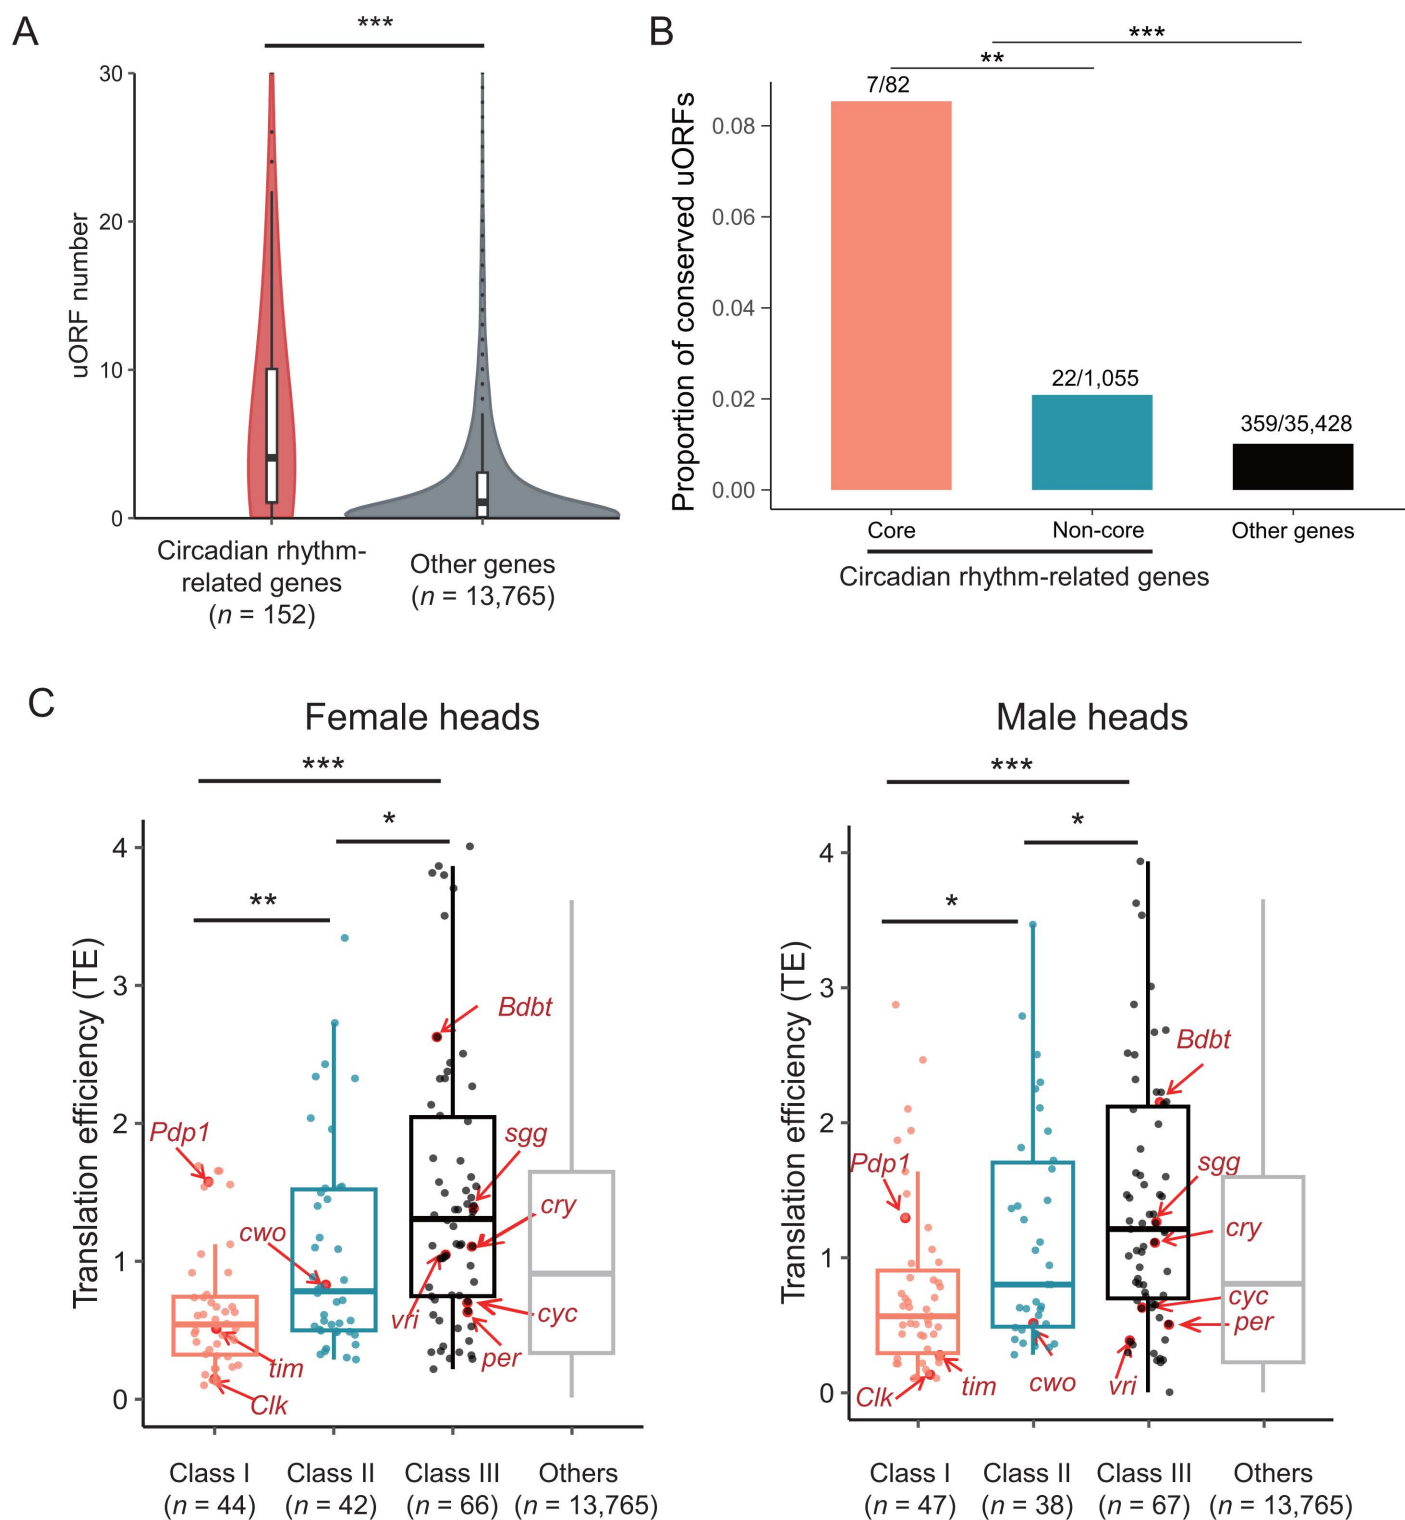 A
***
30
20
10
0
uORF number
Circadian rhythm-
related genes
(n = 152)
Other genes
(n = 13,765)
B
***
**
7/82
22/1,055
359/35,428
0.08
0.06
0.04
0.02
0.00
Proportion of conserved uORFs
Core
Non-core
Other genes
Circadian rhythm-related genes
C
Female heads
***
*
**
4
3
2
1
0
Translation efficiency (TE)
Bdbt
Pdp1
sgg
cry
cwo
vri
cyc
per
tim
Clk
Class I
(n = 44)
Class II
(n = 42)
Class III
(n = 66)
Others
(n = 13,765)
Male heads
***
*
*
4
3
2
1
0
Translation efficiency (TE)
Bdbt
Pdp1
sgg
cry
cyc
per
Clk
tim
cwo
vri
Class I
(n = 47)
Class II
(n = 38)
Class III
(n = 67)
Others
(n = 13,765)